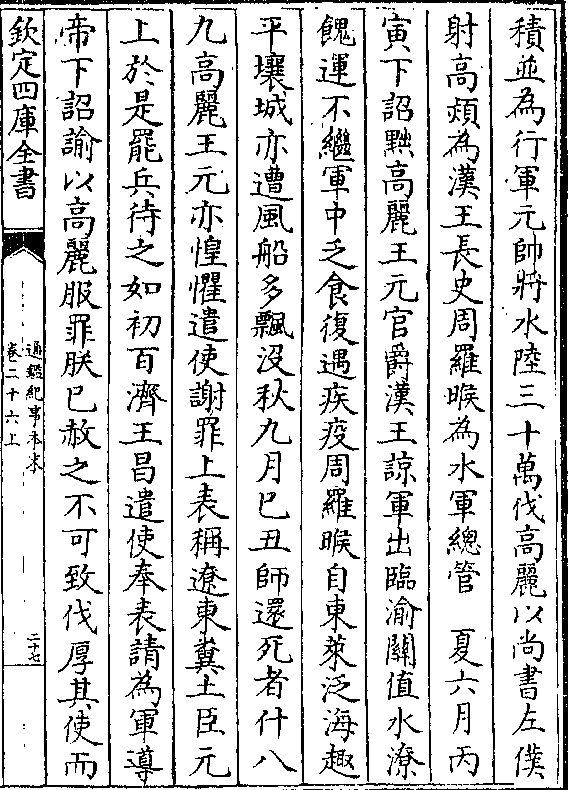 積並為行軍元帥將水陸三十萬伐高麗以尚書左僕
射高熲為漢王長史周羅㬋為水軍總管　夏六月丙
寅下詔黜高麗王元官爵漢王諒軍出臨渝關值水潦
餽運不繼軍中乏食復遇疾疫周羅㬋自東萊泛海趣
平壤城亦遭風船多飄沒秋九月己丑師還死者什八
九高麗王元亦惶懼遣使謝罪上表稱遼東糞土臣元
上於是罷兵待之如初百濟王昌遣使奉表請為軍導
帝下詔諭以高麗服罪朕已赦之不可致伐厚其使而
欽定四庫全書
通鑑紀事本末
卷二十六上
二十七